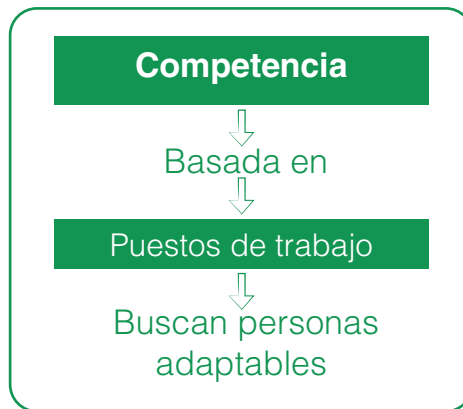 Competencia
Basada en
Puestos de trabajo
Buscan personas
adaptables